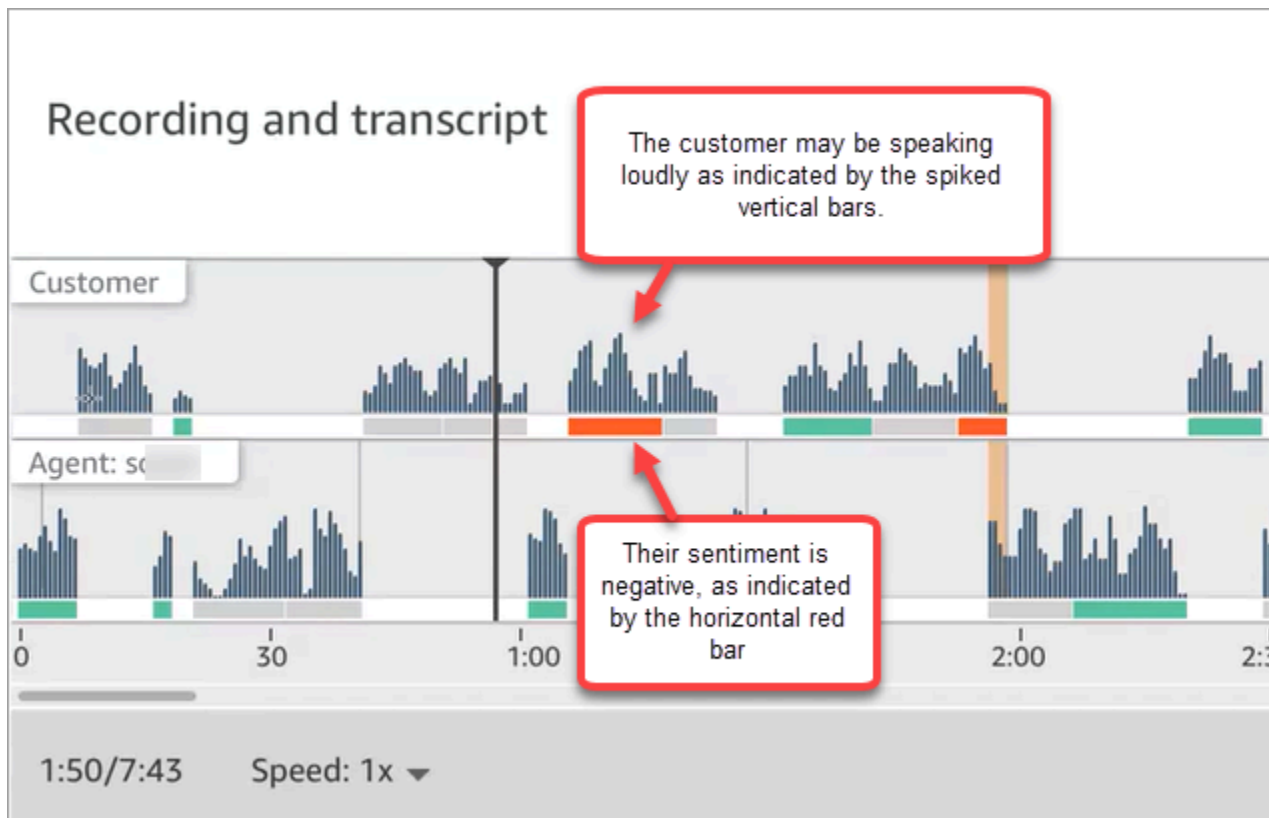 Recording and transcript
The customer may be speaking
loudly as indicated by the spiked
vertical bars.
Customer
Agent:
Their sentiment is
negative, as indicated
by the horizontal red
bar
0
30
1:00
2:00
1:50/7:43
Speed: 1x